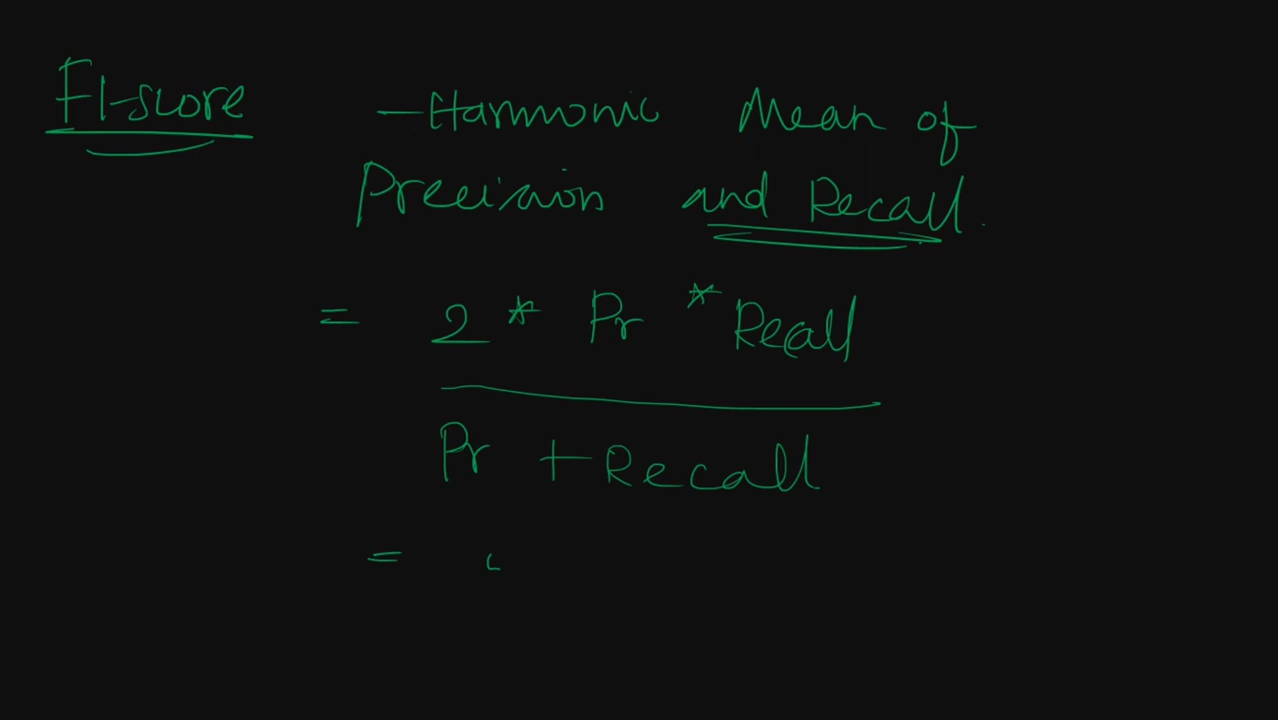 F1-score - Harmonic Mean of
Precision and Recall.
= 2 * Pr * Recall
Pr + Recall
=